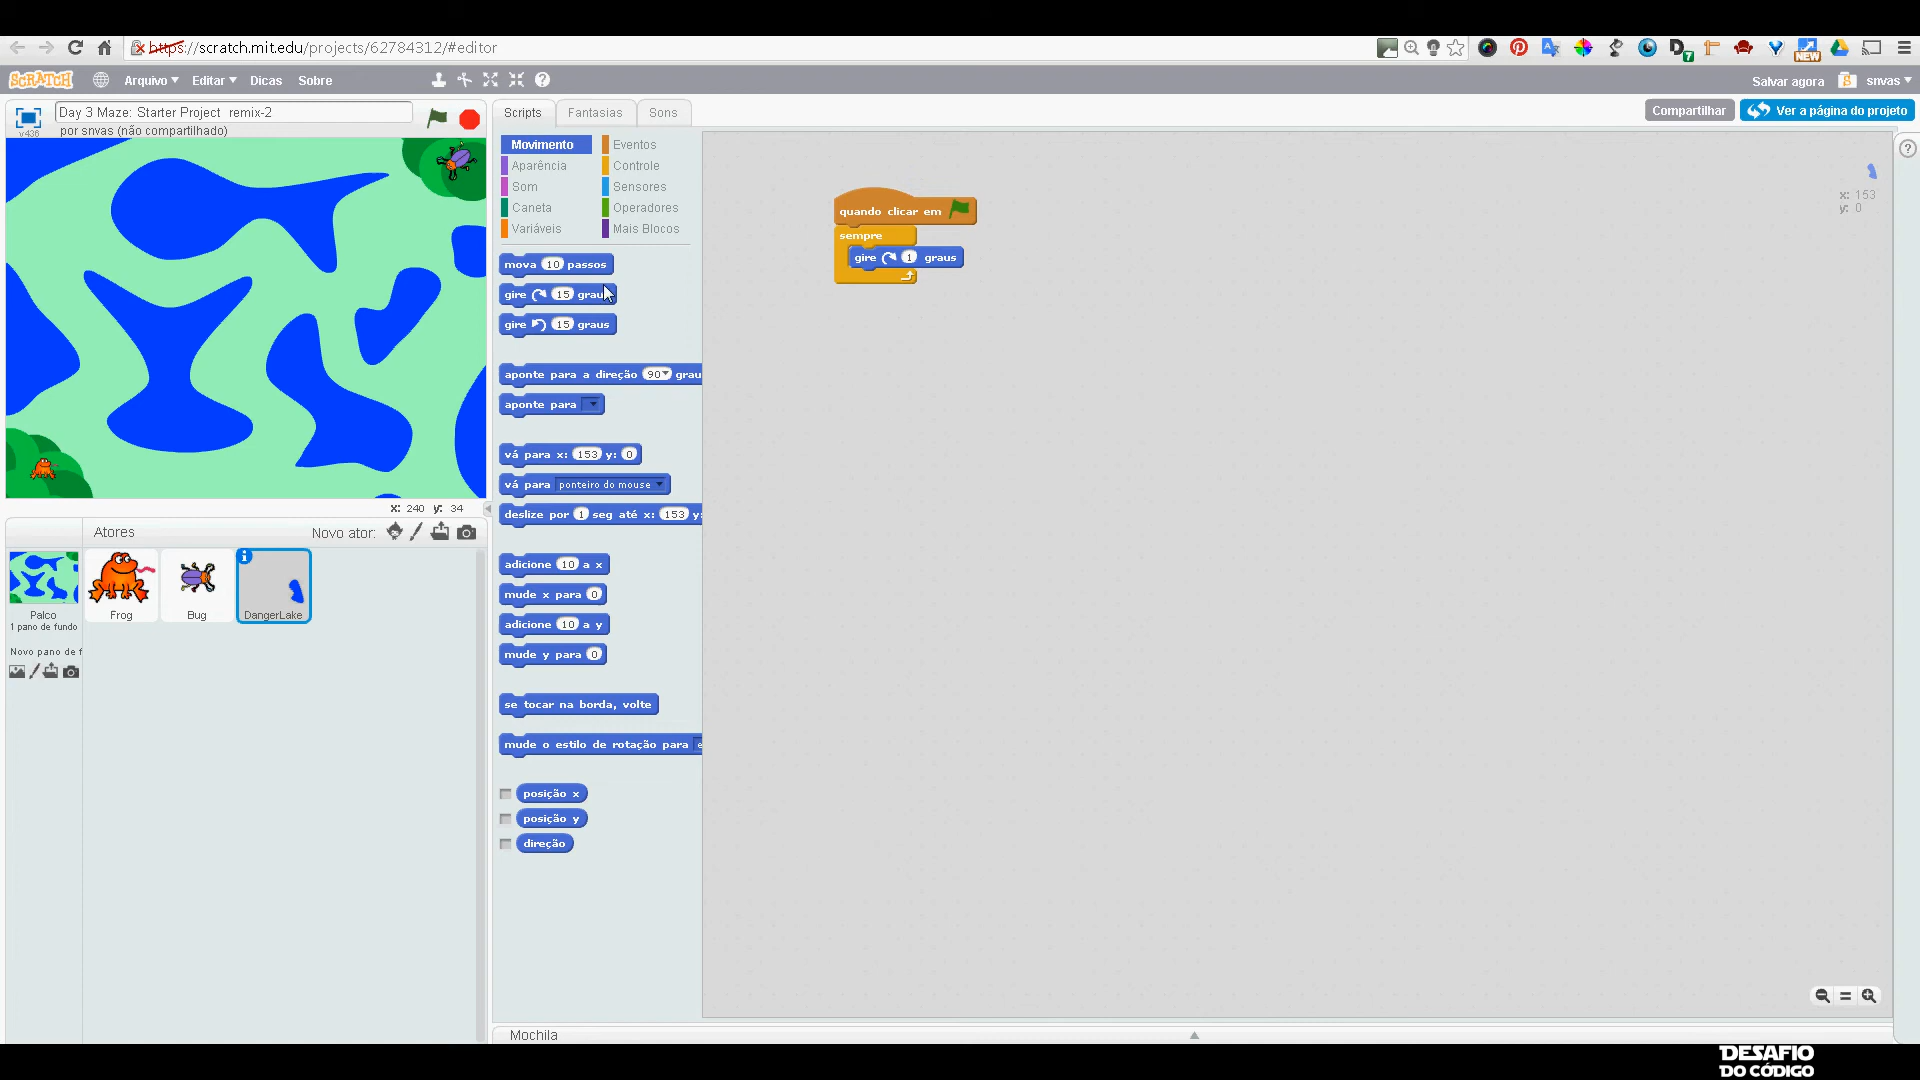 https://scratch.mit.edu/projects/62784312/#editor
NEW
7
SCRATCH
Arquivo
Editar
Dicas
Sobre
Salvar agora
snvas
v436
Day 3 Maze: Starter Project remix-2
por snvas (não compartilhado)
Scripts
Fantasias
Sons
Compartilhar
Ver a página do projeto
Movimento
Eventos
Aparência
Controle
Som
Sensores
Caneta
Operadores
Variáveis
Mais Blocos
mova 10 passos
gire 15 graus
gire 15 graus
aponte para a direção 90 grau
aponte para
vá para x: 153 y: 0
vá para ponteiro do mouse
deslize por 1 seg até x: 153 y:
adicione 10 a x
mude x para 0
adicione 10 a y
mude y para 0
se tocar na borda, volte
mude o estilo de rotação para e
posição x
posição y
direção
quando clicar em
sempre
gire 1 graus
x: 153
y: 0
x: 240 y: 34
Atores
Novo ator:
Palco
1 pano de fundo
Frog
Bug
DangerLake
Novo pano de f
Mochila
DESAFIO
DO CÓDIGO